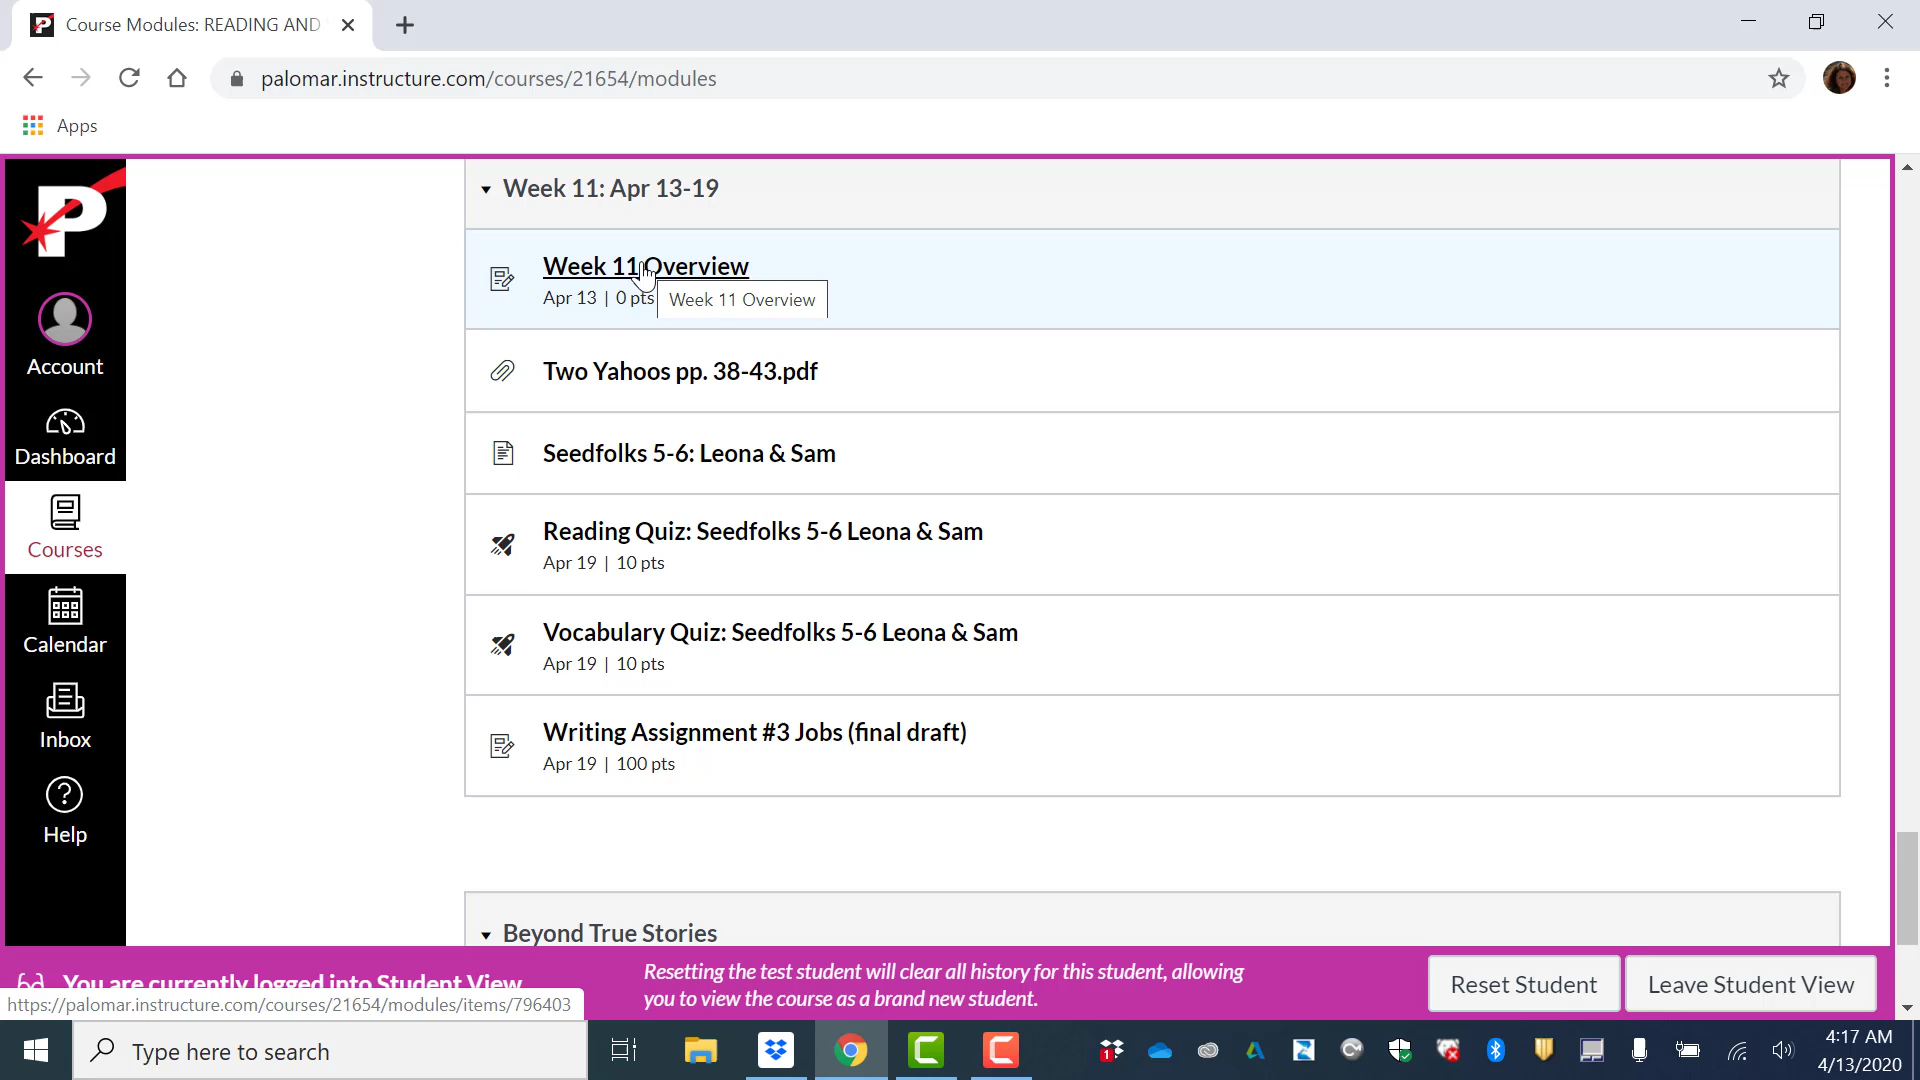 Course Modules: READING AND
palomar.instructure.com/courses/21654/modules
Apps
Week 11: Apr 13-19
Week 11 Overview
Apr 13 | 0 pts
Week 11 Overview
Two Yahoos pp. 38-43.pdf
Seedfolks 5-6: Leona & Sam
Reading Quiz: Seedfolks 5-6 Leona & Sam
Apr 19 | 10 pts
Vocabulary Quiz: Seedfolks 5-6 Leona & Sam
Apr 19 | 10 pts
Writing Assignment #3 Jobs (final draft)
Apr 19 | 100 pts
Beyond True Stories
P
Account
Dashboard
Courses
Calendar
Inbox
Help
You are currently logged into Student View
Resetting the test student will clear all history for this student, allowing
you to view the course as a brand new student.
Reset Student
Leave Student View
https://palomar.instructure.com/courses/21654/modules/items/796403
Type here to search
1
4:17 AM
4/13/2020